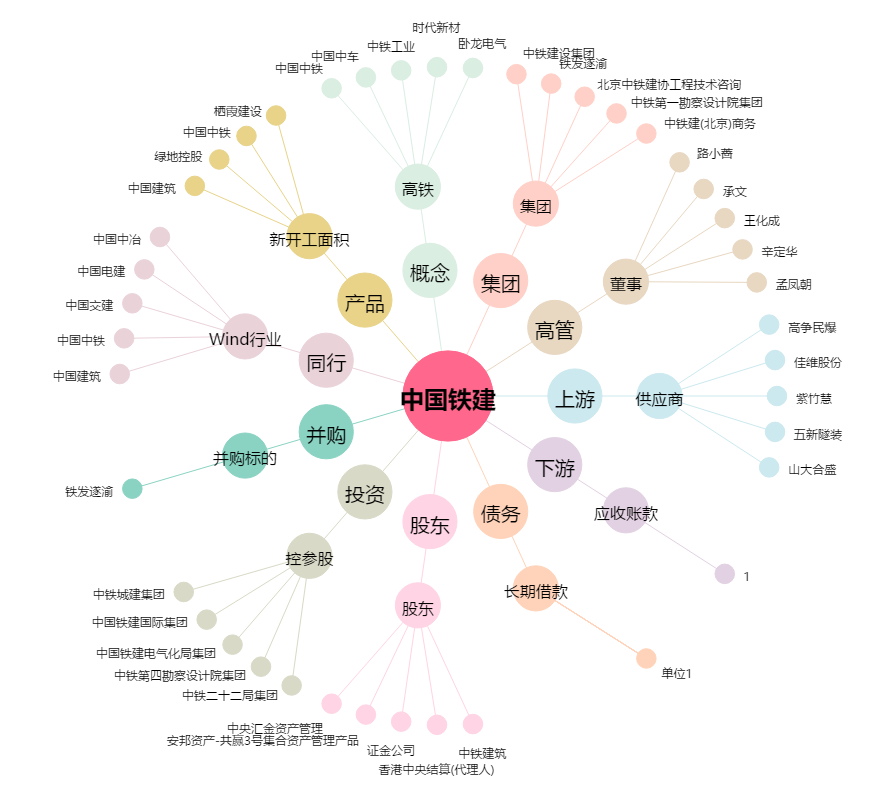 时代新材
卧龙电气
中铁工业
中国中车
中国中铁
中铁建设集团
铁发遂渝
北京中铁建协工程技术咨询
中铁第一勘察设计院集团
中铁建(北京)商务
栖霞建设
中国中铁
绿地控股
中国建筑
路小蔷
承文
王化成
辛定华
孟凤朝
高铁
集团
新开工面积
概念
集团
董事
产品
高管
中国中冶
中国电建
中国交建
中国中铁
中国建筑
Wind行业
同行
中国铁建
上游
供应商
高争民爆
佳维股份
紫竹慧
五新隧装
山大合盛
并购
并购标的
铁发遂渝
下游
应收账款
1
投资
股东
债务
控参股
股东
长期借款
单位1
中铁城建集团
中国铁建国际集团
中国铁建电气化局集团
中铁第四勘察设计院集团
中铁二十二局集团
中央汇金资产管理
安邦资产-共赢3号集合资产管理产品
证金公司
中铁建筑
香港中央结算(代理人)